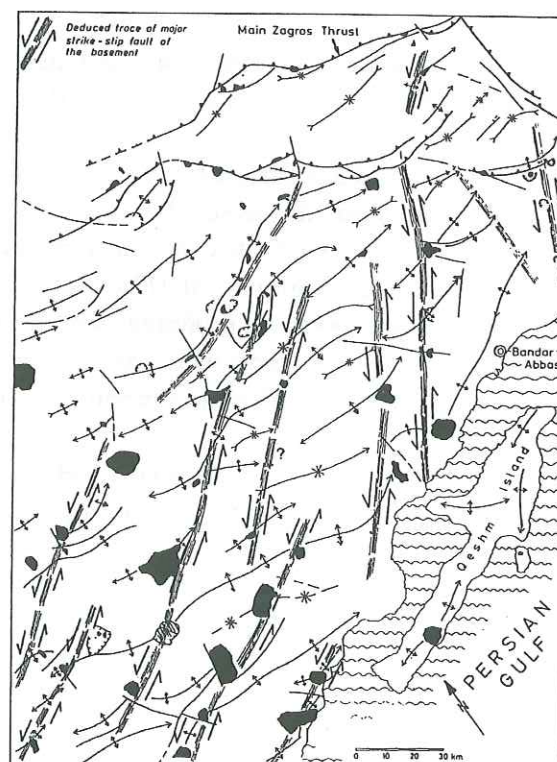 Deduced trace of major
strike-slip fault of
the basement
Main Zagros Thrust
Bandar
Abbas
?
Qeshm Island
PERSIAN
GULF
N
0 10 20 30 km